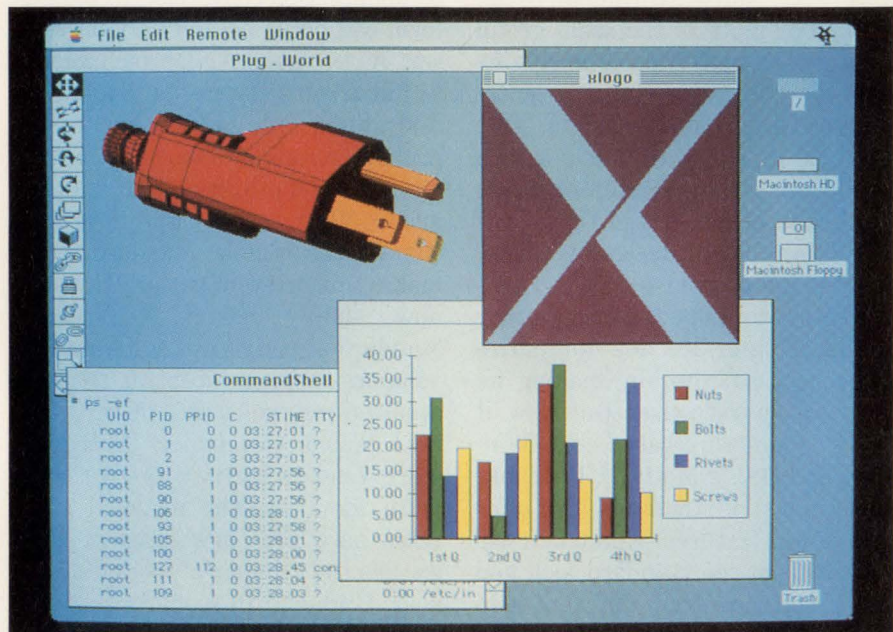 File Edit Remote Window
Plug . World
xlogo
/
Macintosh HD
Macintosh Floppy
CommandShell
# ps -ef
UID PID PPID C STIME TTY
root 0 0 0 03:27:01 ?
root 1 0 0 03:27:01 ?
root 2 0 3 03:27:01 ?
root 91 1 0 03:27:56 ?
root 88 1 0 03:27:56 ?
root 90 1 0 03:27:56 ?
root 106 1 0 03:28:01 ?
root 93 1 0 03:27:58 ?
root 105 1 0 03:28:01 ?
root 100 1 0 03:28:00 ?
root 127 112 0 03:28:45 con
root 111 1 0 03:28:04 ?
root 109 1 0 03:28:03 ? 0:00 /etc/in
40.00
35.00
30.00
25.00
20.00
15.00
10.00
5.00
0.00
1st Q 2nd Q 3rd Q 4th Q
Nuts
Bolts
Rivets
Screws
Trash